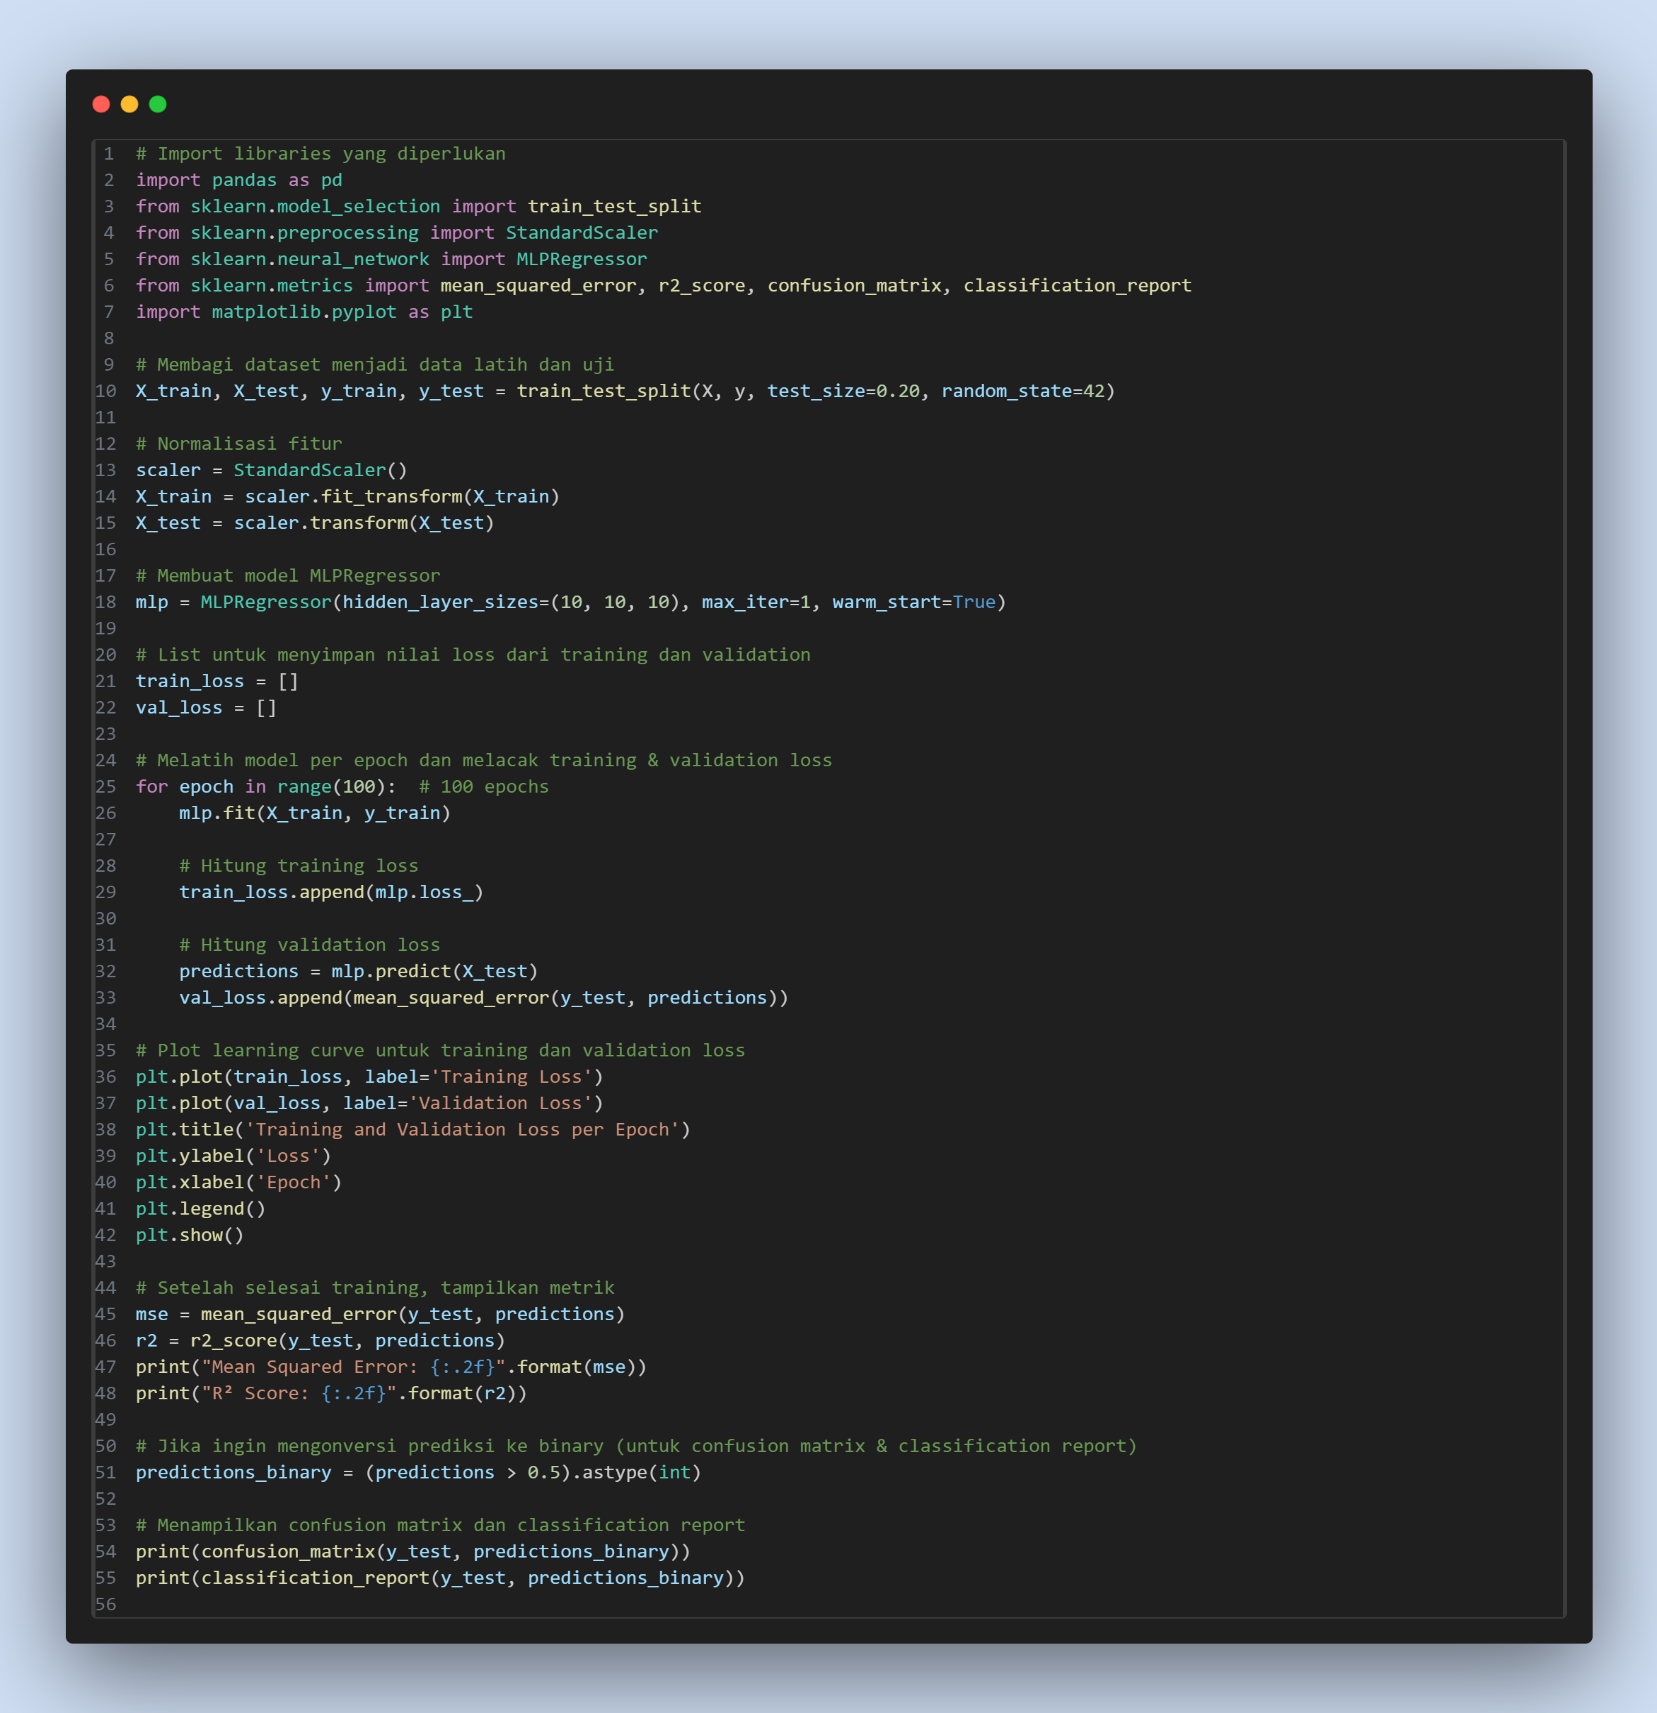 1 # Import libraries yang diperlukan
2 import pandas as pd
3 from sklearn.model_selection import train_test_split
4 from sklearn.preprocessing import StandardScaler
5 from sklearn.neural_network import MLPRegressor
6 from sklearn.metrics import mean_squared_error, r2_score, confusion_matrix, classification_report
7 import matplotlib.pyplot as plt
8
9 # Membagi dataset menjadi data latih dan uji
10 X_train, X_test, y_train, y_test = train_test_split(X, y, test_size=0.20, random_state=42)
11
12 # Normalisasi fitur
13 scaler = StandardScaler()
14 X_train = scaler.fit_transform(X_train)
15 X_test = scaler.transform(X_test)
16
17 # Membuat model MLPRegressor
18 mlp = MLPRegressor(hidden_layer_sizes=(10, 10, 10), max_iter=1, warm_start=True)
19
20 # List untuk menyimpan nilai loss dari training dan validation
21 train_loss = []
22 val_loss = []
23
24 # Melatih model per epoch dan melacak training & validation loss
25 for epoch in range(100):  # 100 epochs
26     mlp.fit(X_train, y_train)
27
28     # Hitung training loss
29     train_loss.append(mlp.loss_)
30
31     # Hitung validation loss
32     predictions = mlp.predict(X_test)
33     val_loss.append(mean_squared_error(y_test, predictions))
34
35 # Plot learning curve untuk training dan validation loss
36 plt.plot(train_loss, label='Training Loss')
37 plt.plot(val_loss, label='Validation Loss')
38 plt.title('Training and Validation Loss per Epoch')
39 plt.ylabel('Loss')
40 plt.xlabel('Epoch')
41 plt.legend()
42 plt.show()
43
44 # Setelah selesai training, tampilkan metrik
45 mse = mean_squared_error(y_test, predictions)
46 r2 = r2_score(y_test, predictions)
47 print("Mean Squared Error: {:.2f}".format(mse))
48 print("R² Score: {:.2f}".format(r2))
49
50 # Jika ingin mengonversi prediksi ke binary (untuk confusion matrix & classification report)
51 predictions_binary = (predictions > 0.5).astype(int)
52
53 # Menampilkan confusion matrix dan classification report
54 print(confusion_matrix(y_test, predictions_binary))
55 print(classification_report(y_test, predictions_binary))
56